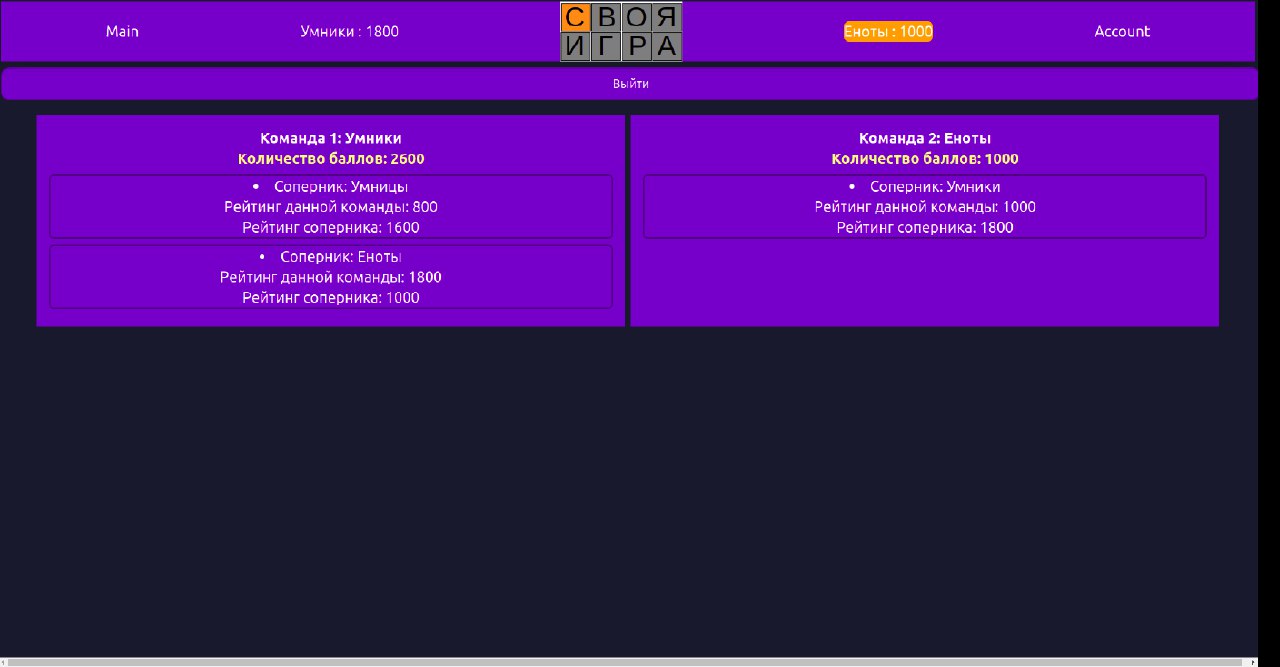 Main
Умники : 1800
СВОЯ
ИГРА
Еноты : 1000
Account
Выйти
Команда 1: Умники
Количество баллов: 2600
• Соперник: Умницы
Рейтинг данной команды: 800
Рейтинг соперника: 1600
• Соперник: Еноты
Рейтинг данной команды: 1800
Рейтинг соперника: 1000
Команда 2: Еноты
Количество баллов: 1000
• Соперник: Умники
Рейтинг данной команды: 1000
Рейтинг соперника: 1800